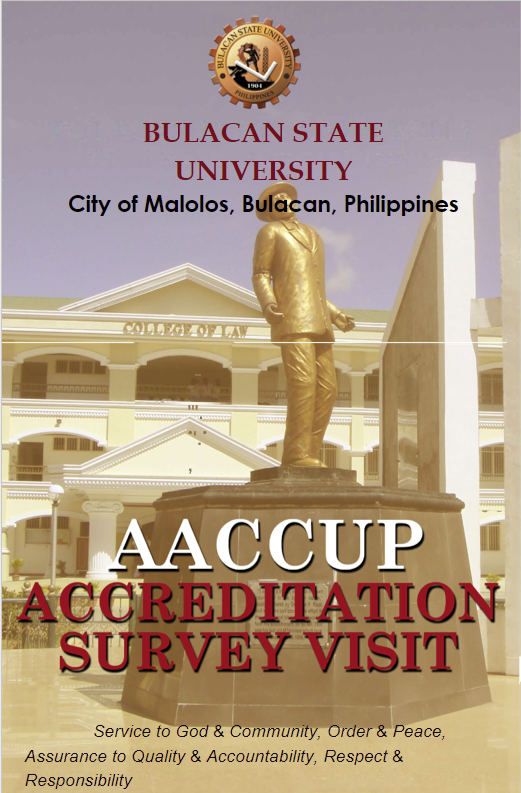 BULACAN STATE UNIVERSITY
PHILIPPINES
1904
BULACAN STATE
UNIVERSITY
City of Malolos, Bulacan, Philippines
COLLEGE OF LAW
AACCUP
ACCREDITATION
SURVEY VISIT
Service to God & Community, Order & Peace,
Assurance to Quality & Accountability, Respect &
Responsibility